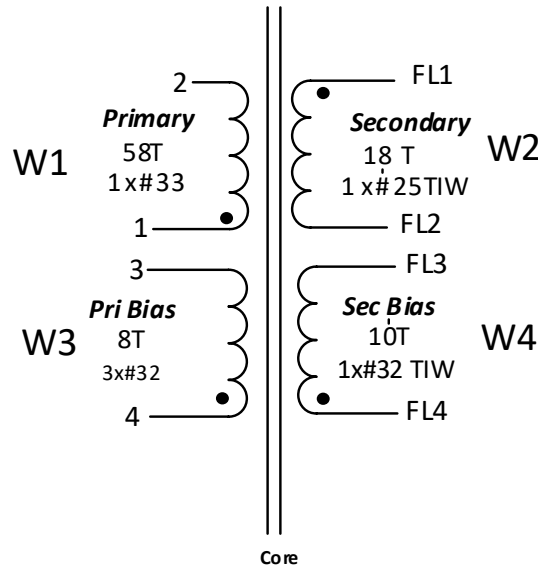 2
Primary
58T
1x#33
1
W1
FL1
Secondary
18 T
1 x# 25TIW
FL2
W2
3
Pri Bias
8T
3x#32
4
W3
FL3
Sec Bias
10T
1x#32 TIW
FL4
W4
Core